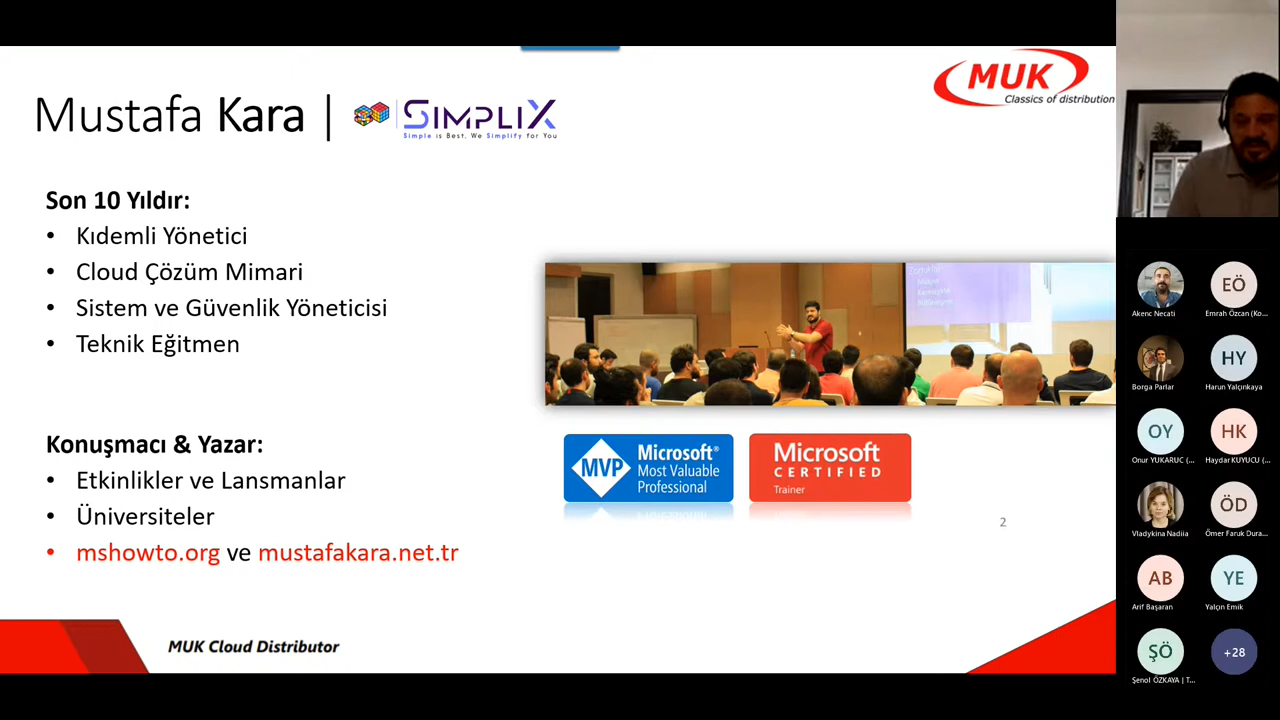 Mustafa Kara |
SIMPLIX
Simple is Best. We Simplify for You
MUK
Classics of distribution
Son 10 Yıldır:
• Kıdemli Yönetici
• Cloud Çözüm Mimari
• Sistem ve Güvenlik Yöneticisi
• Teknik Eğitmen
Konuşmacı & Yazar:
• Etkinlikler ve Lansmanlar
• Üniversiteler
• mshowto.org ve mustafakara.net.tr
MVP
Microsoft®
Most Valuable
Professional
Microsoft
CERTIFIED
Trainer
2
MUK Cloud Distributor
Akenc Necati
EÖ
Emrah Özcan (Ko...
Borga Parlar
HY
Harun Yalçınkaya
OY
Onur YUKARUC (...
HK
Haydar KUYUCU (...
Vladykina Nadiia
ÖD
Ömer Faruk Dura...
AB
Arif Başaran
YE
Yalçın Emik
ŞÖ
Şenol ÖZKAYA | T...
+28